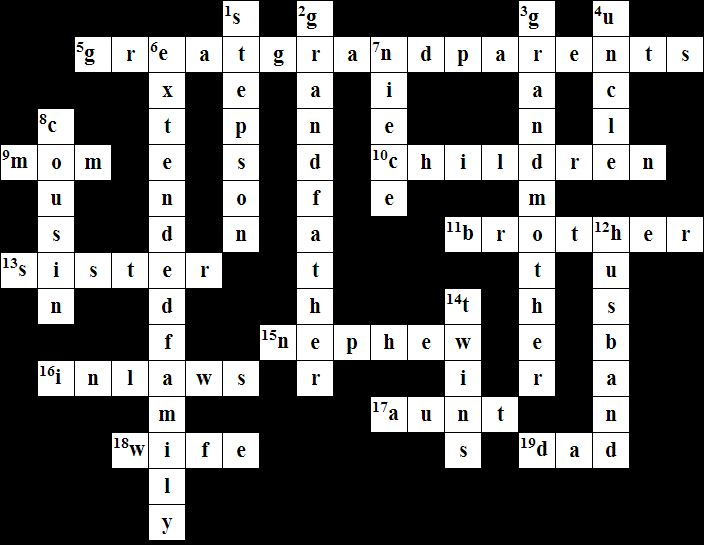 1s 2g 3g 4u
5g r 6e a t g r a 7n d p a r e n t s
x e a i a c
8c t p n e n l
9m o m e s d 10c h i l d r e n
u n o f e m
s d n a 11b r o t 12h e r
13s i s t e r t t u
n d h 14t h s
f 15n e p h e w e b
16i n l a w s r i r a
m 17a u n t n
18w i f e s 19d a d
l
y